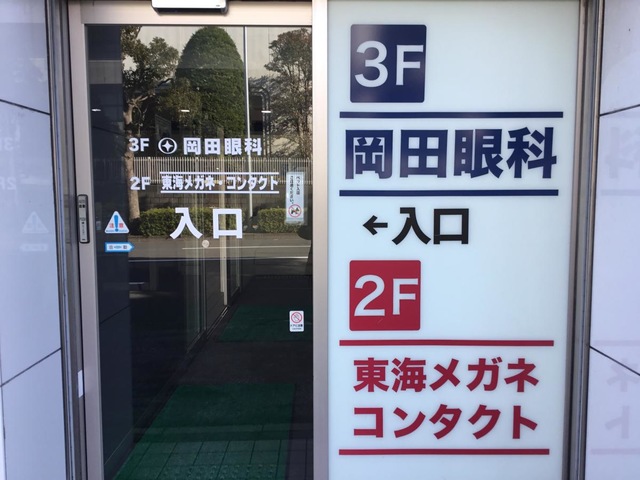 3F 岡田眼科
2F 東海メガネ・コンタクト
入口
3F
岡田眼科
←入口
2F
東海メガネ
コンタクト